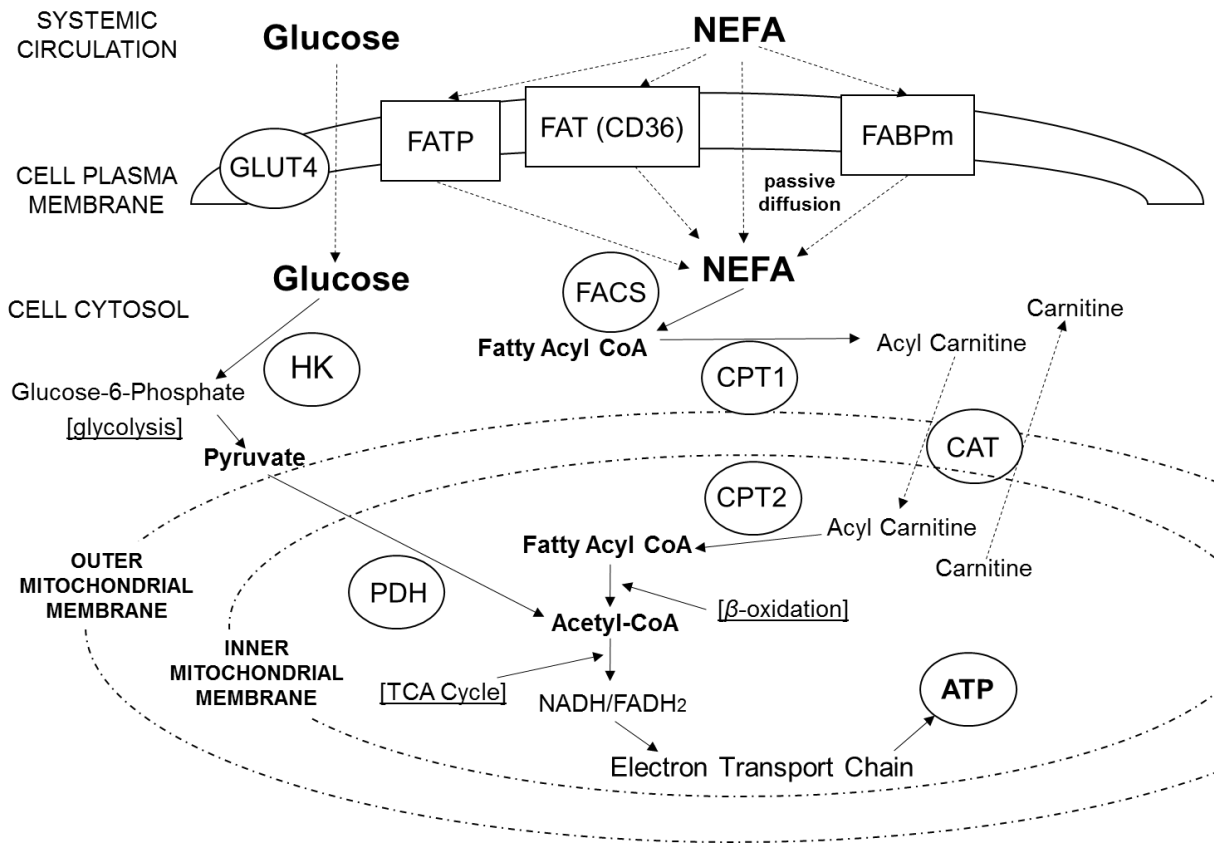 SYSTEMIC
CIRCULATION
Glucose
NEFA
FATP
FAT (CD36)
FABPm
GLUT4
CELL PLASMA
MEMBRANE
passive
diffusion
Glucose
NEFA
FACS
CELL CYTOSOL
Carnitine
Fatty Acyl CoA
Acyl Carnitine
HK
CPT1
Glucose-6-Phosphate
[glycolysis]
Pyruvate
CAT
CPT2
Acyl Carnitine
Fatty Acyl CoA
Carnitine
OUTER
MITOCHONDRIAL
MEMBRANE
PDH
[β-oxidation]
Acetyl-CoA
INNER
MITOCHONDRIAL
MEMBRANE
[TCA Cycle]
NADH/FADH2
ATP
Electron Transport Chain